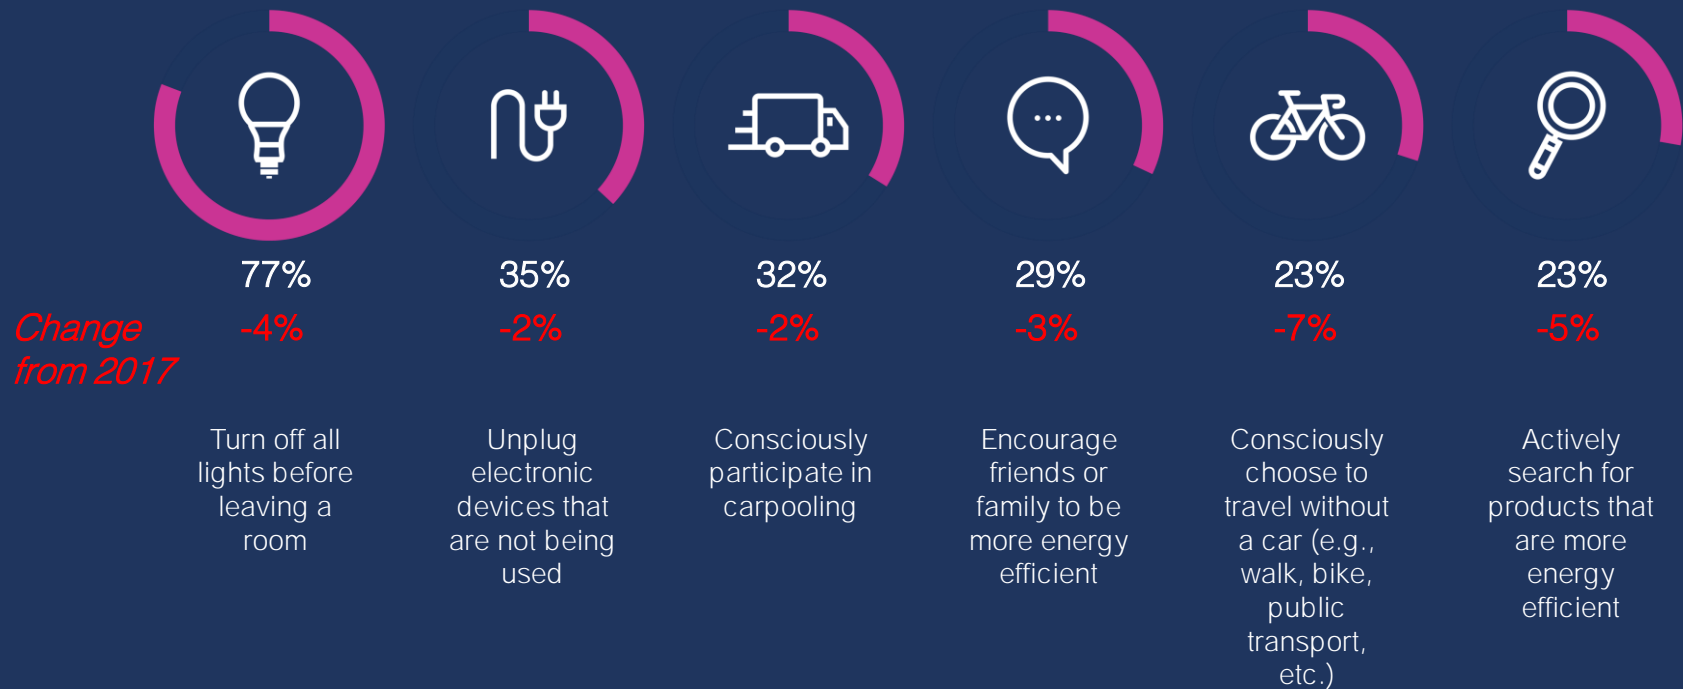 77%
35%
32%
29%
23%
23%
Change
from 2017
-4%
-2%
-2%
-3%
-7%
-5%
Turn off all
lights before
leaving a
room
Unplug
electronic
devices that
are not being
used
Consciously
participate in
carpooling
Encourage
friends or
family to be
more energy
efficient
Consciously
choose to
travel without
a car (e.g.,
walk, bike,
public
transport,
etc.)
Actively
search for
products that
are more
energy
efficient